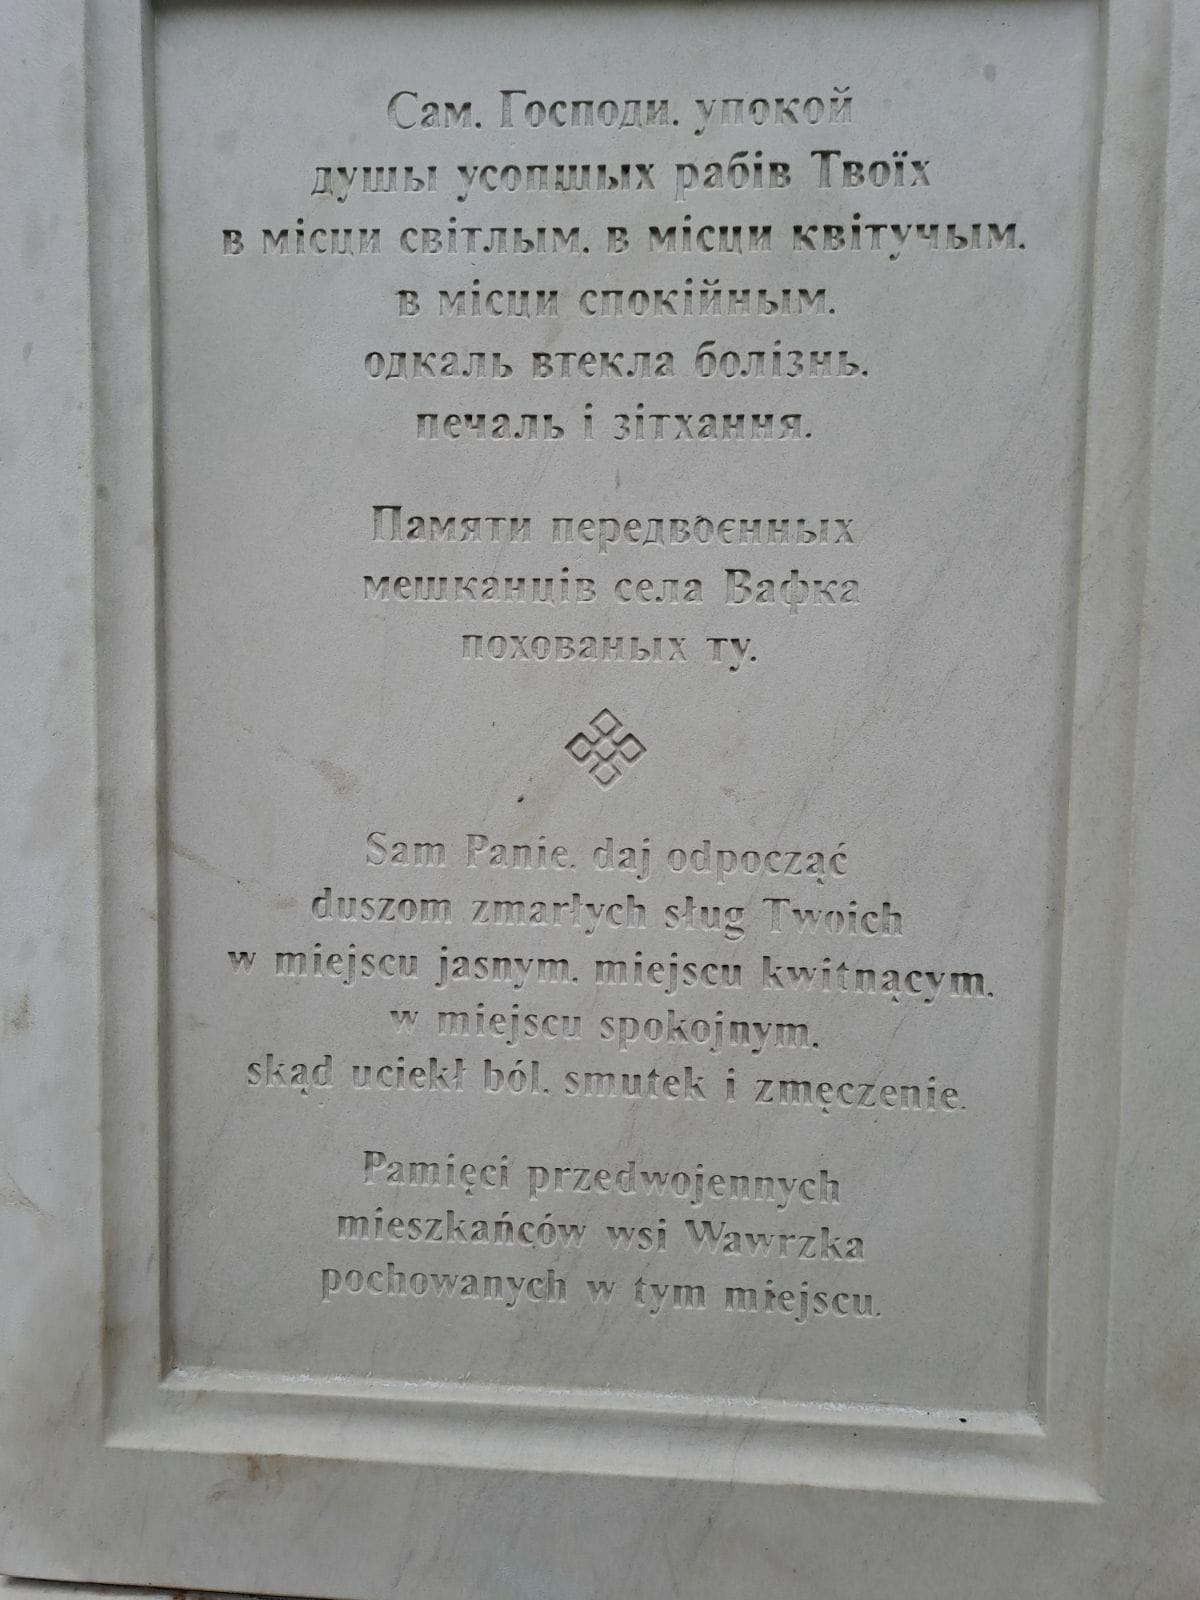 Сам, Господи, упокой
душы усопшых рабів Твоїх
в місци світлым, в місци квітучым,
в місци спокійным,
одкаль втекла болізнь,
печаль і зітхання.
Памяти передвоєнных
мешканців села Вафка
похованых ту.
Sam Panie, daj odpocząć
duszom zmarłych sług Twoich
w miejscu jasnym, miejscu kwitnącym,
w miejscu spokojnym,
skąd uciekł ból, smutek i zmęczenie.
Pamięci przedwojennych
mieszkańców wsi Wawrzka
pochowanych w tym miejscu.